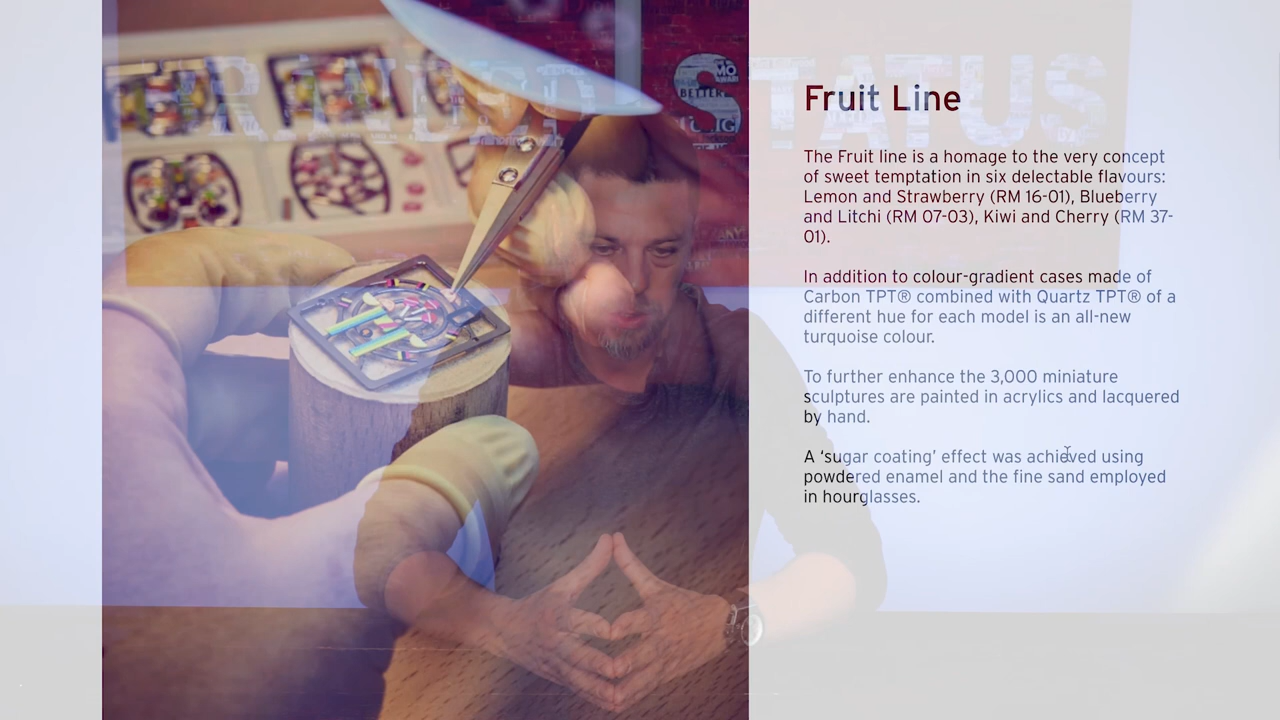 STATUS
MO
BETTER
Fruit Line
The Fruit line is a homage to the very concept
of sweet temptation in six delectable flavours:
Lemon and Strawberry (RM 16-01), Blueberry
and Litchi (RM 07-03), Kiwi and Cherry (RM 37-
01).
In addition to colour-gradient cases made of
Carbon TPT® combined with Quartz TPT® of a
different hue for each model is an all-new
turquoise colour.
To further enhance the 3,000 miniature
sculptures are painted in acrylics and lacquered
by hand.
A ‘sugar coating’ effect was achieved using
powdered enamel and the fine sand employed
in hourglasses.